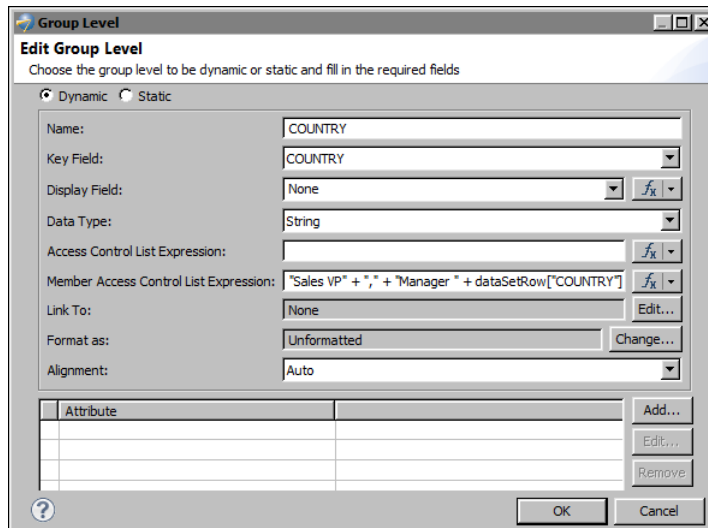 Group Level
Edit Group Level
Choose the group level to be dynamic or static and fill in the required fields
Dynamic Static
Name: COUNTRY
Key Field: COUNTRY
Display Field: None fx
Data Type: String
Access Control List Expression: fx
Member Access Control List Expression: "Sales VP" + "," + "Manager " + dataSetRow["COUNTRY"] fx
Link To: None Edit...
Format as: Unformatted Change...
Alignment: Auto
Attribute Add...
Edit...
Remove
? OK Cancel